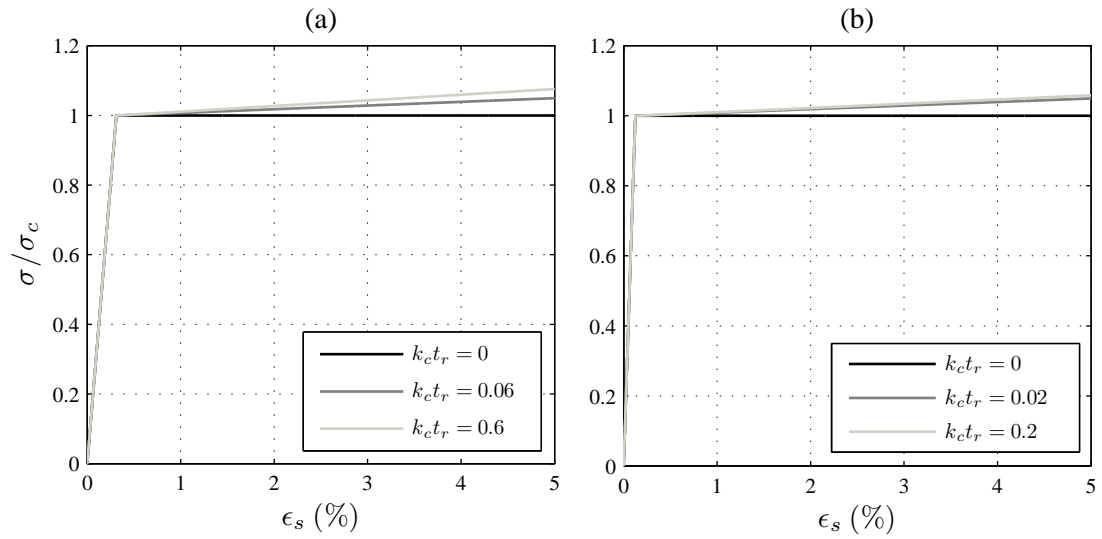 (a)
1.2
1
0.8
0.6
0.4
0.2
0
σ/σ_c
k_c t_r = 0
k_c t_r = 0.06
k_c t_r = 0.6
0 1 2 3 4 5
ϵ_s (%)
(b)
1.2
1
0.8
0.6
0.4
0.2
0
k_c t_r = 0
k_c t_r = 0.02
k_c t_r = 0.2
0 1 2 3 4 5
ϵ_s (%)